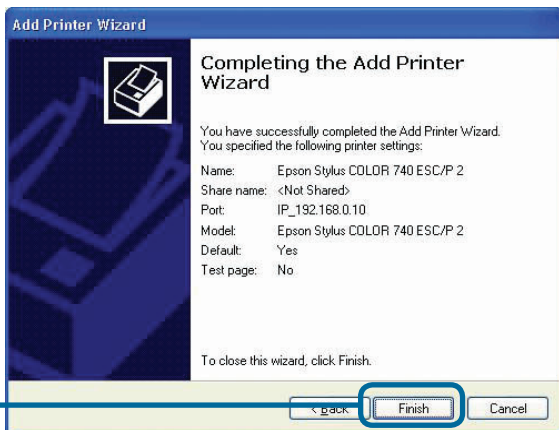 Add Printer Wizard
Completing the Add Printer
Wizard
You have successfully completed the Add Printer Wizard.
You specified the following printer settings:
Name: Epson Stylus COLOR 740 ESC/P 2
Share name: <Not Shared>
Port: IP_192.168.0.10
Model: Epson Stylus COLOR 740 ESC/P 2
Default: Yes
Test page: No
To close this wizard, click Finish.
< Back Finish Cancel